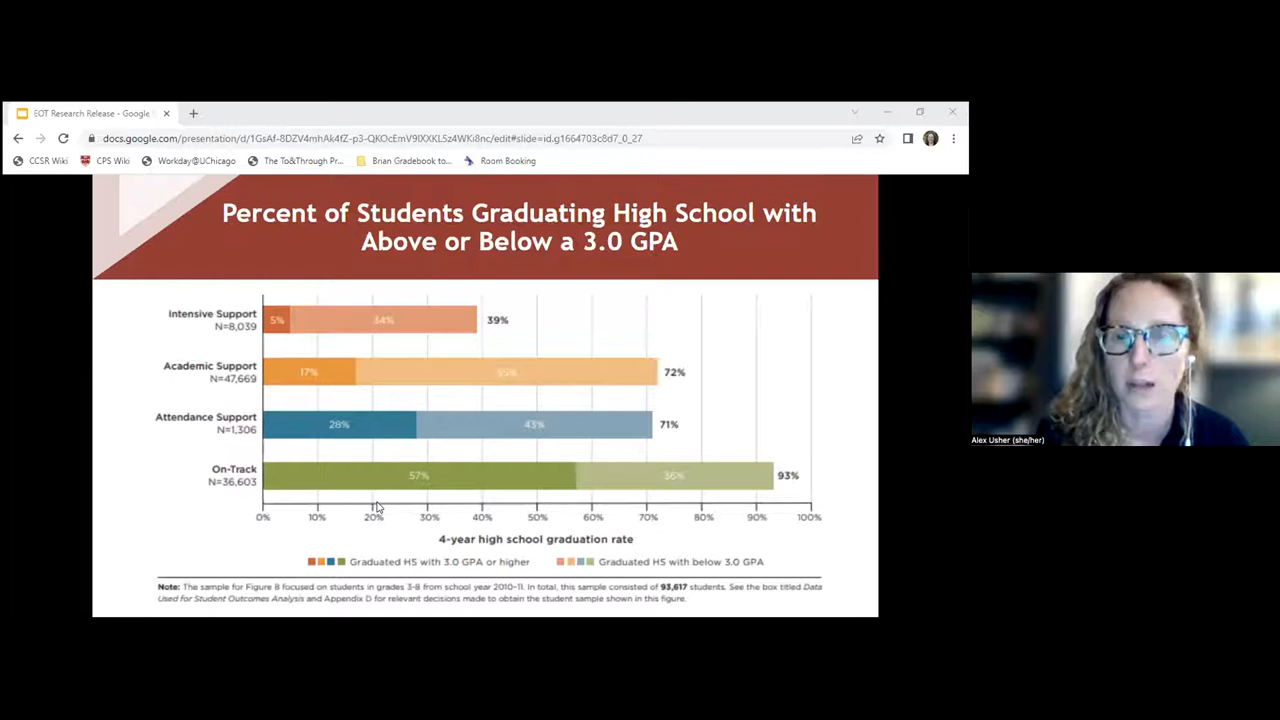 EOT Research Release - Google
docs.google.com/presentation/d/1GsAf-8DZV4mhAk4fZ-p3-QKOcEmV9lXXKL5z4WKi8nc/edit#slide=id.g1664703c8d7_0_27
CCSR Wiki
CPS Wiki
Workday@UChicago
The To&Through Pr...
Brian Gradebook to...
Room Booking
Percent of Students Graduating High School with
Above or Below a 3.0 GPA
Intensive Support
N=8,039
5%
34%
39%
Academic Support
N=47,669
17%
55%
72%
Attendance Support
N=1,306
28%
43%
71%
On-Track
N=36,603
57%
36%
93%
0%
10%
20%
30%
40%
50%
60%
70%
80%
90%
100%
4-year high school graduation rate
Graduated HS with 3.0 GPA or higher
Graduated HS with below 3.0 GPA
Note: The sample for Figure 8 focused on students in grades 3-8 from school year 2010-11. In total, this sample consisted of 93,617 students. See the box titled Data
Used for Student Outcomes Analysis and Appendix D for relevant decisions made to obtain the student sample shown in this figure.
Alex Usher (she/her)